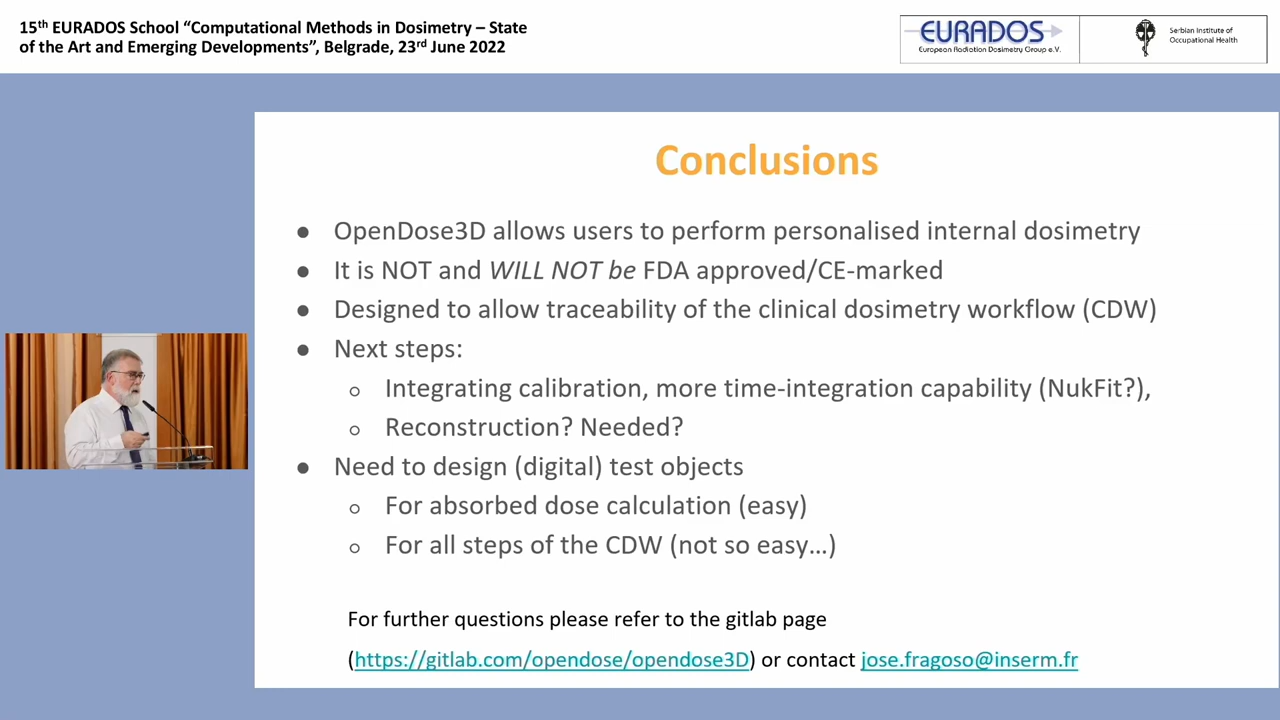 15th EURADOS School “Computational Methods in Dosimetry – State
of the Art and Emerging Developments”, Belgrade, 23rd June 2022
EURADOS
European Radiation Dosimetry Group e.V.
Serbian Institute of
Occupational Health
Conclusions
● OpenDose3D allows users to perform personalised internal dosimetry
● It is NOT and WILL NOT be FDA approved/CE-marked
● Designed to allow traceability of the clinical dosimetry workflow (CDW)
● Next steps:
○ Integrating calibration, more time-integration capability (NukFit?),
○ Reconstruction? Needed?
● Need to design (digital) test objects
○ For absorbed dose calculation (easy)
○ For all steps of the CDW (not so easy…)
For further questions please refer to the gitlab page
(https://gitlab.com/opendose/opendose3D) or contact jose.fragoso@inserm.fr